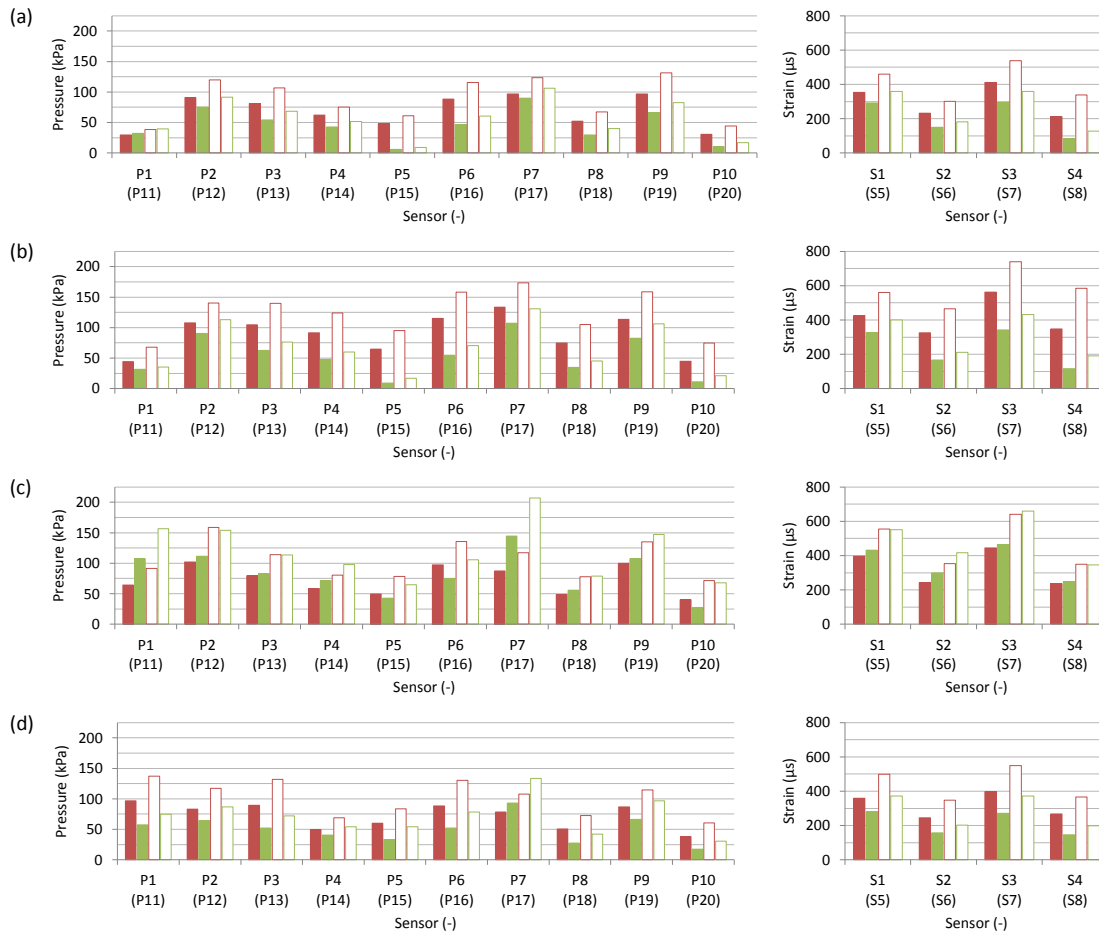 (a)
Pressure (kPa)
200
150
100
50
0
P1 P2 P3 P4 P5 P6 P7 P8 P9 P10
(P11) (P12) (P13) (P14) (P15) (P16) (P17) (P18) (P19) (P20)
Sensor (-)
Strain (μs)
800
600
400
200
0
S1 S2 S3 S4
(S5) (S6) (S7) (S8)
Sensor (-)
(b)
Pressure (kPa)
200
150
100
50
0
P1 P2 P3 P4 P5 P6 P7 P8 P9 P10
(P11) (P12) (P13) (P14) (P15) (P16) (P17) (P18) (P19) (P20)
Sensor (-)
Strain (μs)
800
600
400
200
0
S1 S2 S3 S4
(S5) (S6) (S7) (S8)
Sensor (-)
(c)
Pressure (kPa)
200
150
100
50
0
P1 P2 P3 P4 P5 P6 P7 P8 P9 P10
(P11) (P12) (P13) (P14) (P15) (P16) (P17) (P18) (P19) (P20)
Sensor (-)
Strain (μs)
800
600
400
200
0
S1 S2 S3 S4
(S5) (S6) (S7) (S8)
Sensor (-)
(d)
Pressure (kPa)
200
150
100
50
0
P1 P2 P3 P4 P5 P6 P7 P8 P9 P10
(P11) (P12) (P13) (P14) (P15) (P16) (P17) (P18) (P19) (P20)
Sensor (-)
Strain (μs)
800
600
400
200
0
S1 S2 S3 S4
(S5) (S6) (S7) (S8)
Sensor (-)